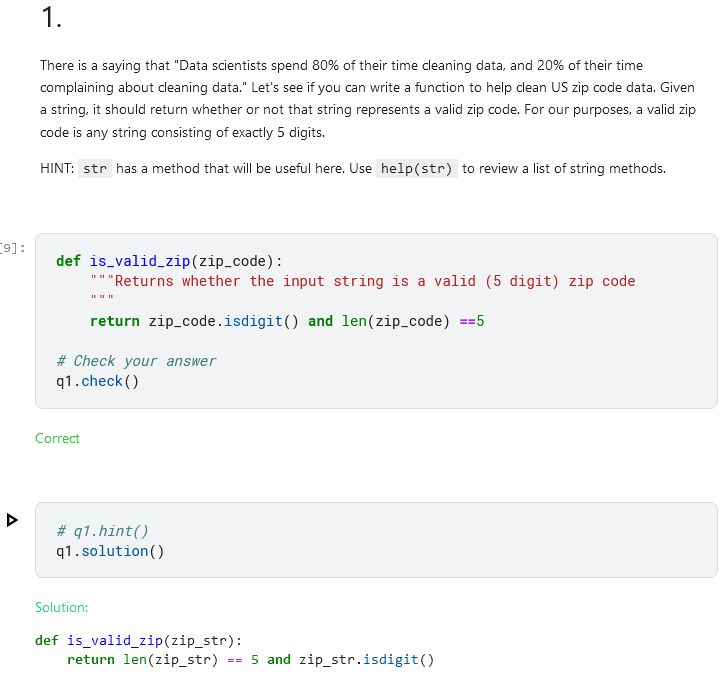 1.
There is a saying that "Data scientists spend 80% of their time cleaning data, and 20% of their time
complaining about cleaning data." Let's see if you can write a function to help clean US zip code data. Given
a string, it should return whether or not that string represents a valid zip code. For our purposes, a valid zip
code is any string consisting of exactly 5 digits.
HINT: str has a method that will be useful here. Use help(str) to review a list of string methods.
[9]:
def is_valid_zip(zip_code):
    """Returns whether the input string is a valid (5 digit) zip code
    """
    return zip_code.isdigit() and len(zip_code) ==5
# Check your answer
q1.check()
Correct
# q1.hint()
q1.solution()
Solution:
def is_valid_zip(zip_str):
    return len(zip_str) == 5 and zip_str.isdigit()